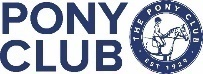 PONY
CLUB
THE PONY CLUB
EST 1929